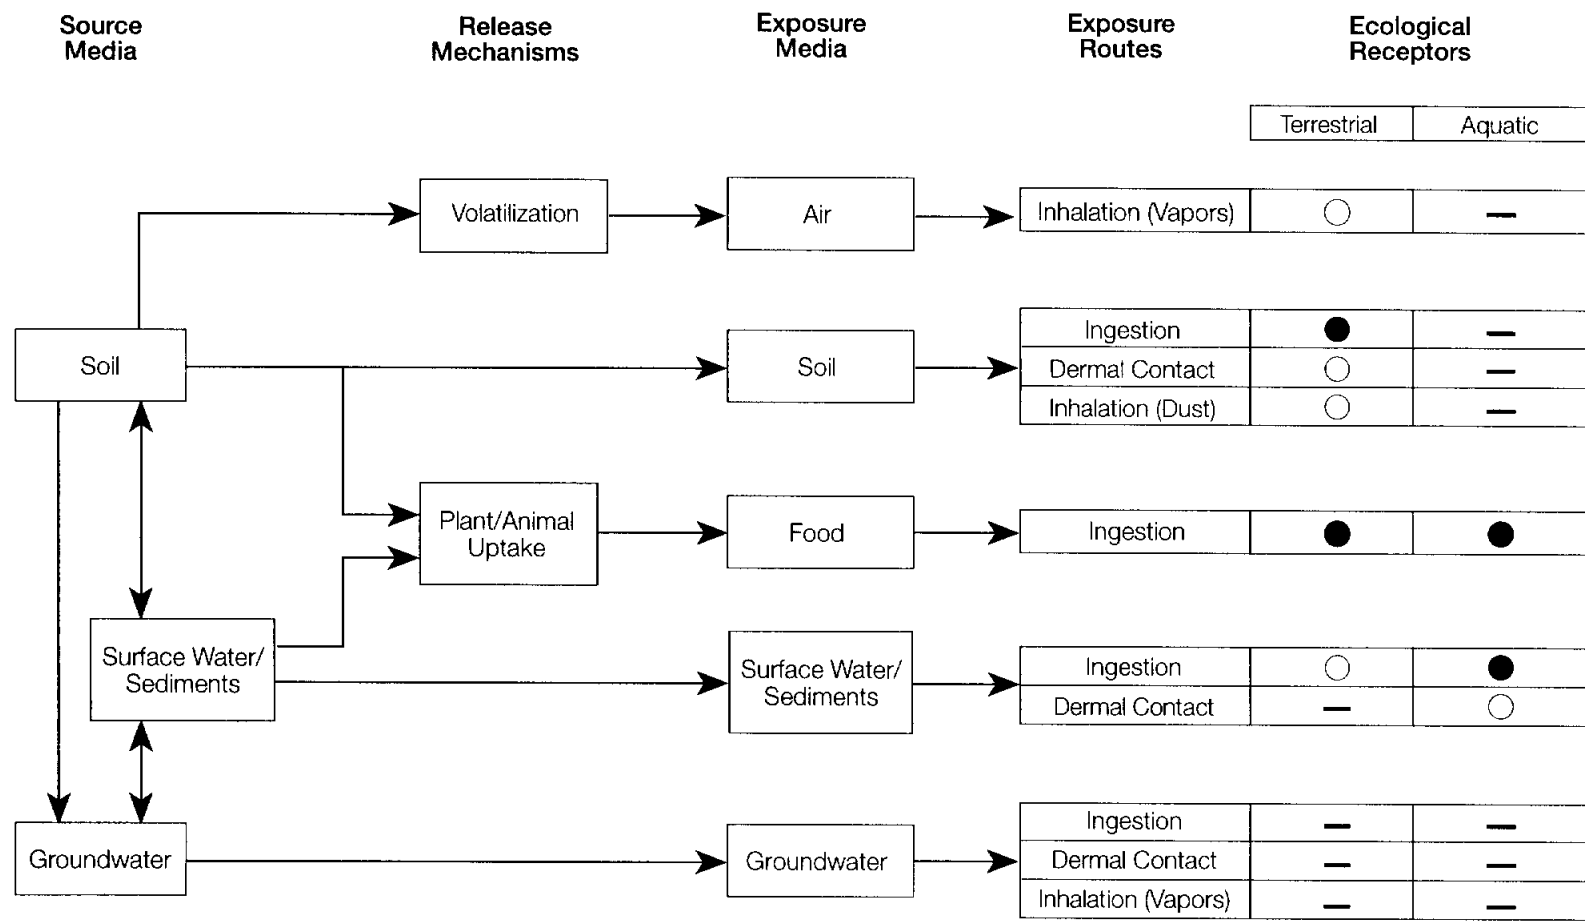 Source
Media
Release
Mechanisms
Exposure
Media
Exposure
Routes
Ecological
Receptors
Terrestrial
Aquatic
Volatilization
Air
Inhalation (Vapors)
Soil
Soil
Ingestion
Dermal Contact
Inhalation (Dust)
Plant/Animal
Uptake
Food
Ingestion
Surface Water/
Sediments
Surface Water/
Sediments
Ingestion
Dermal Contact
Groundwater
Groundwater
Ingestion
Dermal Contact
Inhalation (Vapors)